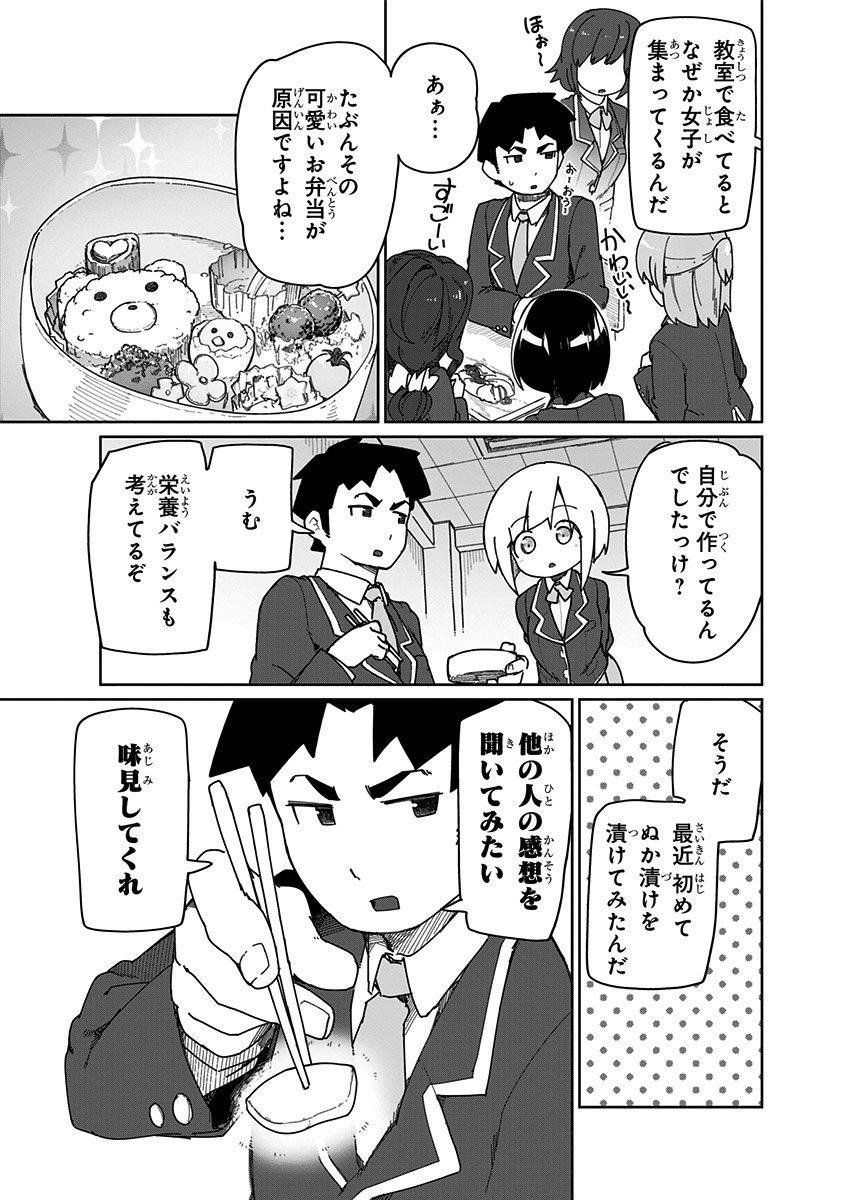 教室で食べてると
なぜか女子が
集まってくるんだ
ほぉ〜
お〜おぅ〜
かわいい〜
すごーい
あぁ…
たぶんその
可愛いお弁当が
原因ですよね…
自分で作ってるん
でしたっけ?
うむ
栄養バランスも
考えてるぞ
そうだ
最近 初めて
ぬか漬けを
漬けてみたんだ
他の人の感想を
聞いてみたい
味見してくれ